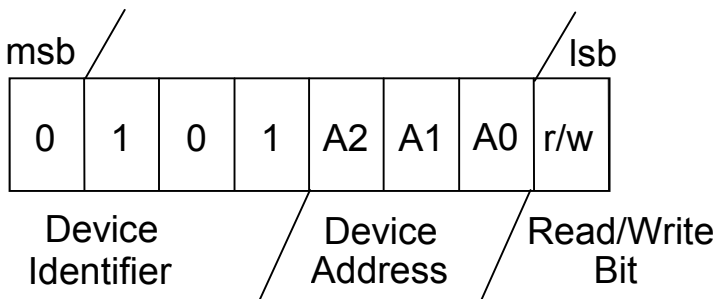 msb lsb
0 1 0 1 A2 A1 A0 r/w
Device Device Read/Write
Identifier Address Bit